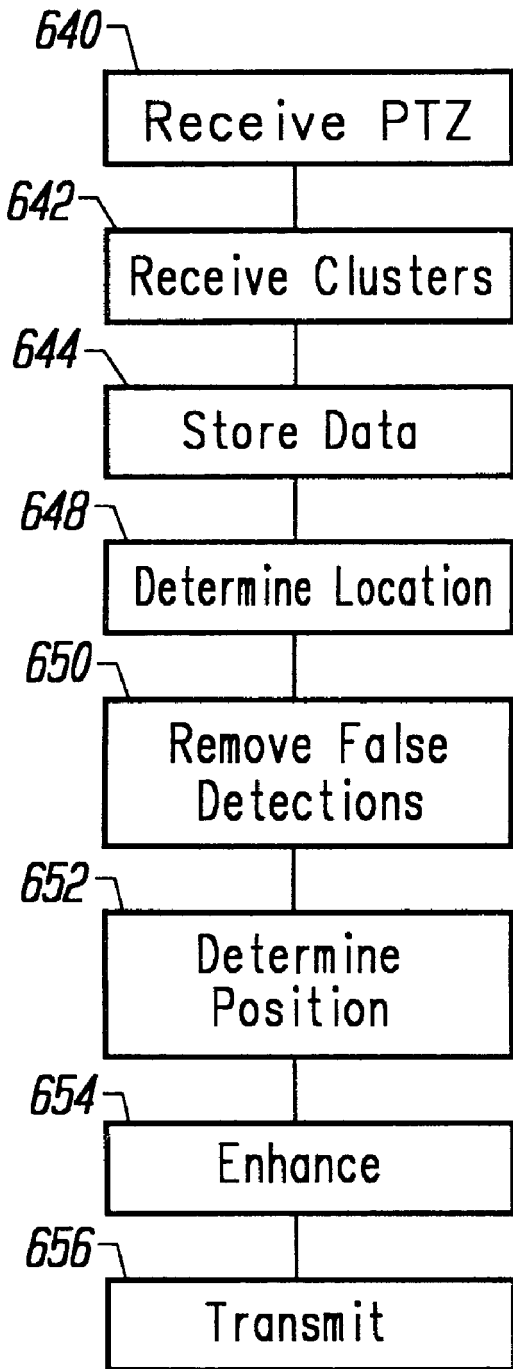 640
Receive PTZ
642
Receive Clusters
644
Store Data
648
Determine Location
650
Remove False
Detections
652
Determine
Position
654
Enhance
656
Transmit